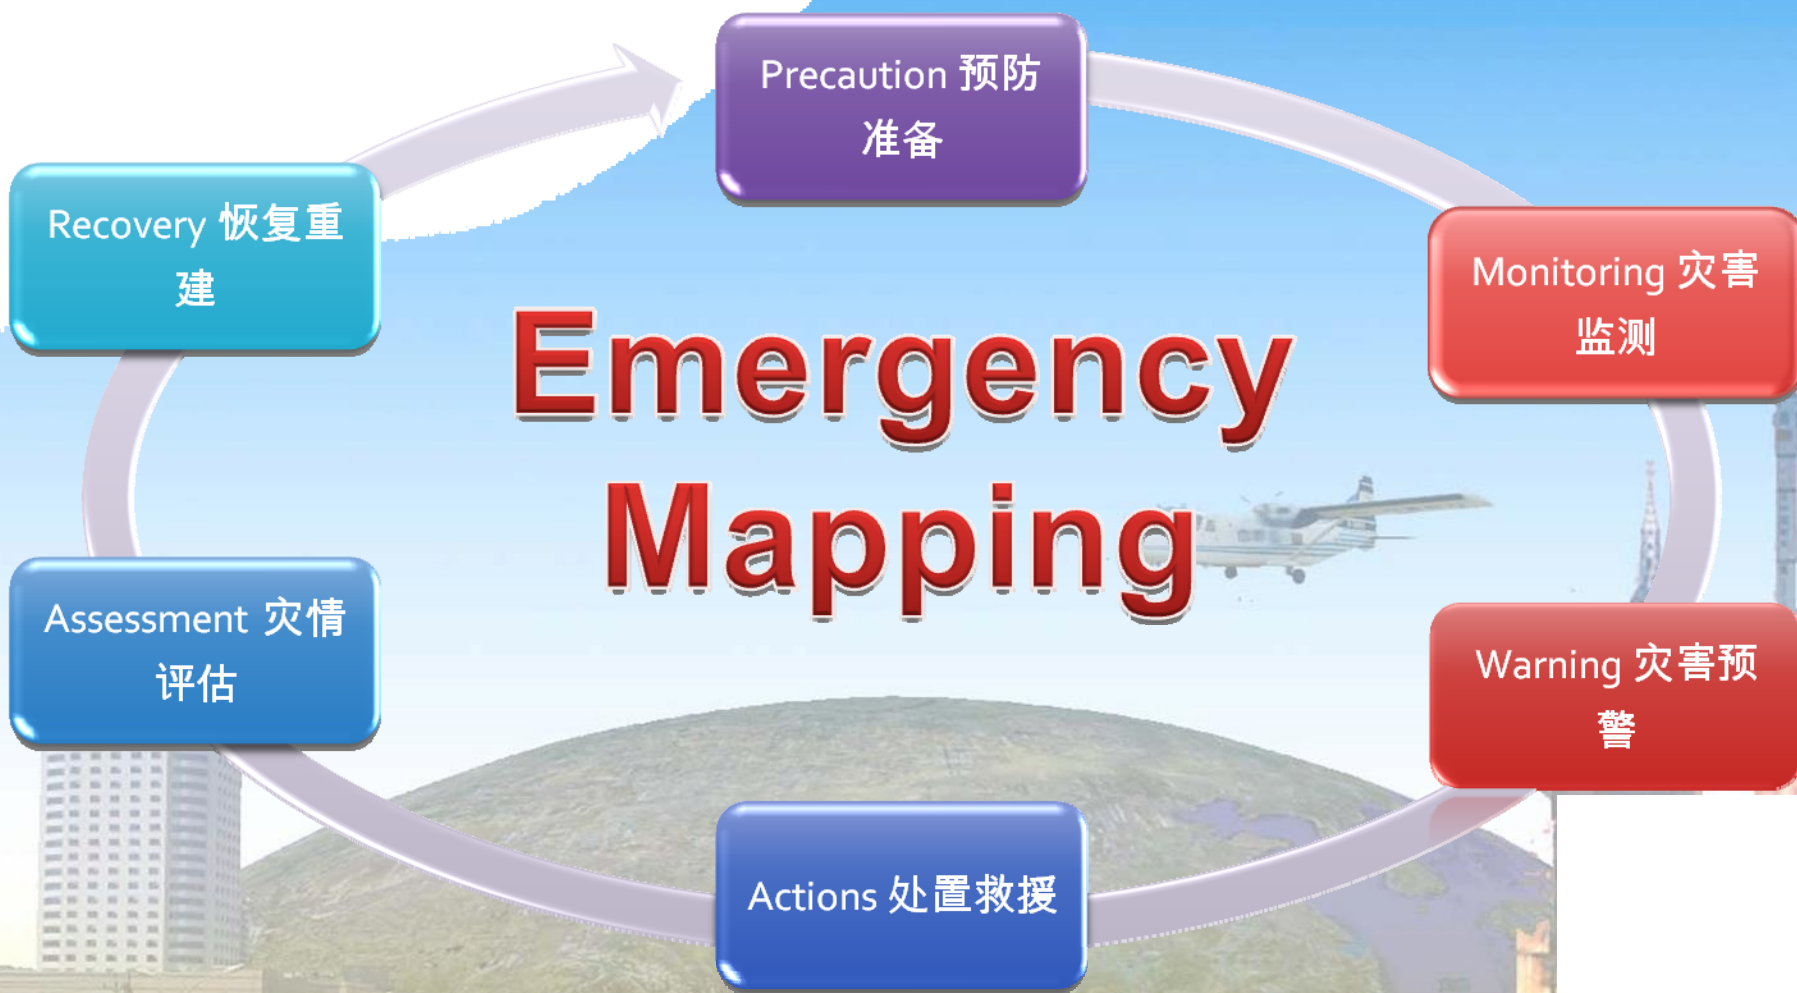 Precaution 预防
准备
Recovery 恢复重
建
Monitoring 灾害
监测
Emergency
Mapping
Assessment 灾情
评估
Warning 灾害预
警
Actions 处置救援